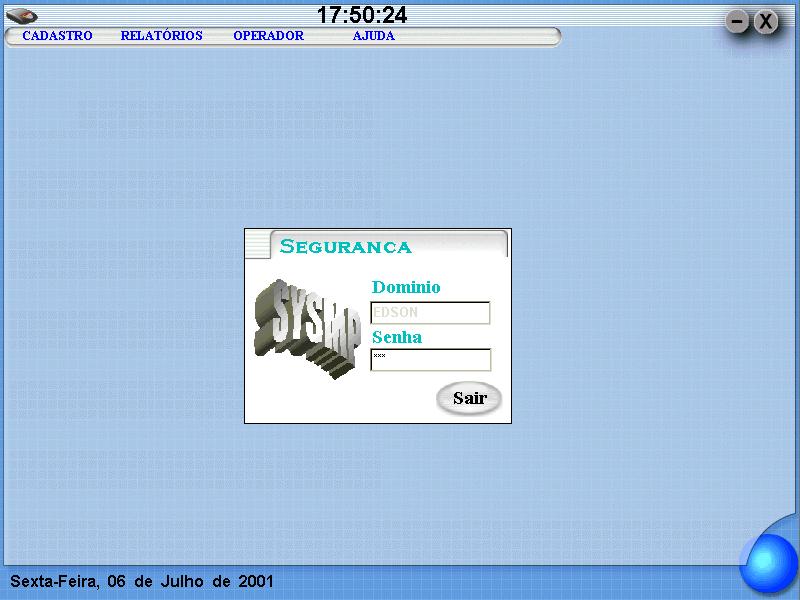 17:50:24
CADASTRO RELATÓRIOS OPERADOR AJUDA
SEGURANCA
SYSMP
Dominio
EDSON
Senha
***
Sair
Sexta-Feira, 06 de Julho de 2001